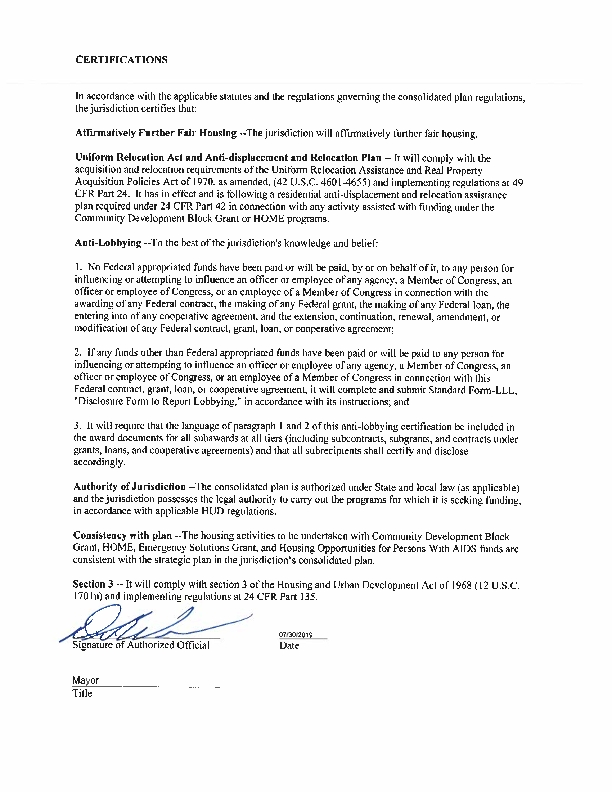 CERTIFICATIONS
In accordance with the applicable statutes and the regulations governing the consolidated plan regulations,
the jurisdiction certifies that:
Affirmatively Further Fair Housing --The jurisdiction will affirmatively further fair housing.
Uniform Relocation Act and Anti-displacement and Relocation Plan -- It will comply with the
acquisition and relocation requirements of the Uniform Relocation Assistance and Real Property
Acquisition Policies Act of 1970, as amended, (42 U.S.C. 4601-4655) and implementing regulations at 49
CFR Part 24. It has in effect and is following a residential anti-displacement and relocation assistance
plan required under 24 CFR Part 42 in connection with any activity assisted with funding under the
Community Development Block Grant or HOME programs.
Anti-Lobbying --To the best of the jurisdiction's knowledge and belief:
1. No Federal appropriated funds have been paid or will be paid, by or on behalf of it, to any person for
influencing or attempting to influence an officer or employee of any agency, a Member of Congress, an
officer or employee of Congress, or an employee of a Member of Congress in connection with the
awarding of any Federal contract, the making of any Federal grant, the making of any Federal loan, the
entering into of any cooperative agreement, and the extension, continuation, renewal, amendment, or
modification of any Federal contract, grant, loan, or cooperative agreement;
2. If any funds other than Federal appropriated funds have been paid or will be paid to any person for
influencing or attempting to influence an officer or employee of any agency, a Member of Congress, an
officer or employee of Congress, or an employee of a Member of Congress in connection with this
Federal contract, grant, loan, or cooperative agreement, it will complete and submit Standard Form-LLL,
"Disclosure Form to Report Lobbying," in accordance with its instructions; and
3. It will require that the language of paragraph 1 and 2 of this anti-lobbying certification be included in
the award documents for all subawards at all tiers (including subcontracts, subgrants, and contracts under
grants, loans, and cooperative agreements) and that all subrecipients shall certify and disclose
accordingly.
Authority of Jurisdiction --The consolidated plan is authorized under State and local law (as applicable)
and the jurisdiction possesses the legal authority to carry out the programs for which it is seeking funding,
in accordance with applicable HUD regulations.
Consistency with plan --The housing activities to be undertaken with Community Development Block
Grant, HOME, Emergency Solutions Grant, and Housing Opportunities for Persons With AIDS funds are
consistent with the strategic plan in the jurisdiction's consolidated plan.
Section 3 -- It will comply with section 3 of the Housing and Urban Development Act of 1968 (12 U.S.C.
1701u) and implementing regulations at 24 CFR Part 135.
07/30/2019
Signature of Authorized Official Date
Mayor
Title